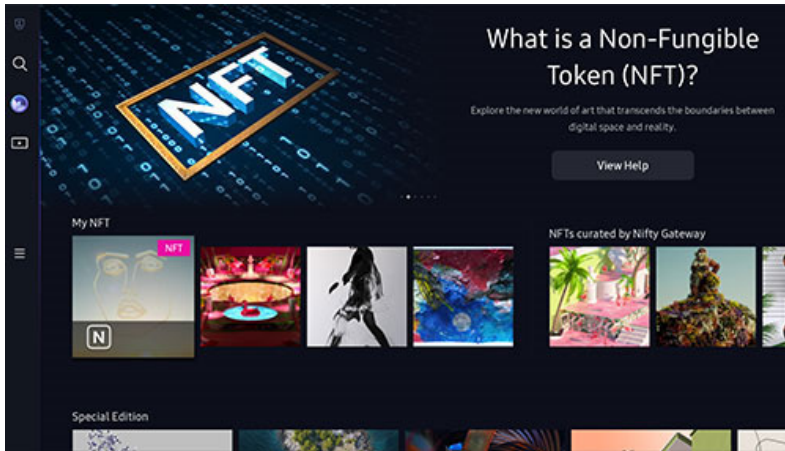 NFT
What is a Non-Fungible
Token (NFT)?
Explore the new world of art that transcends the boundaries between
digital space and reality.
View Help
My NFT
NFTs curated by Nifty Gateway
NFT
N
Special Edition